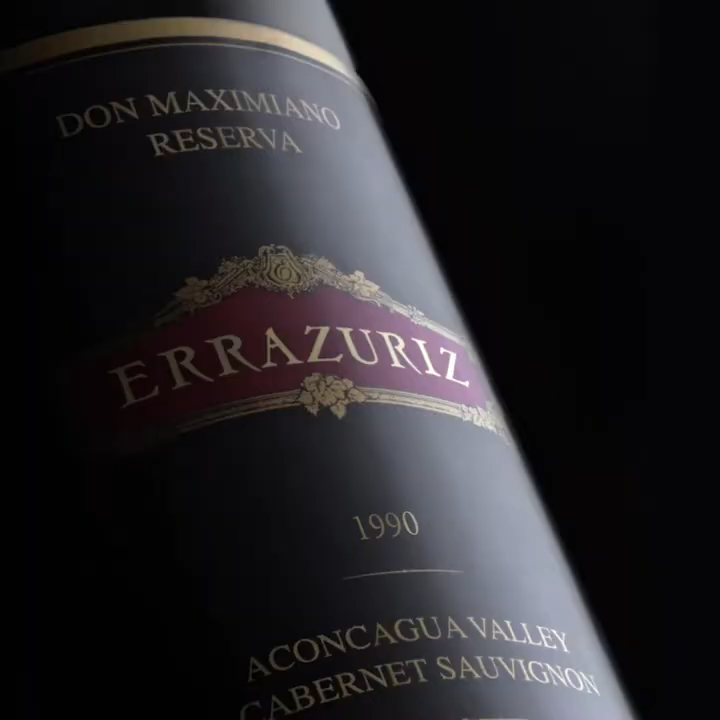 DON MAXIMIANO
RESERVA
ERRAZURIZ
1990
ACONCAGUA VALLEY
CABERNET SAUVIGNON